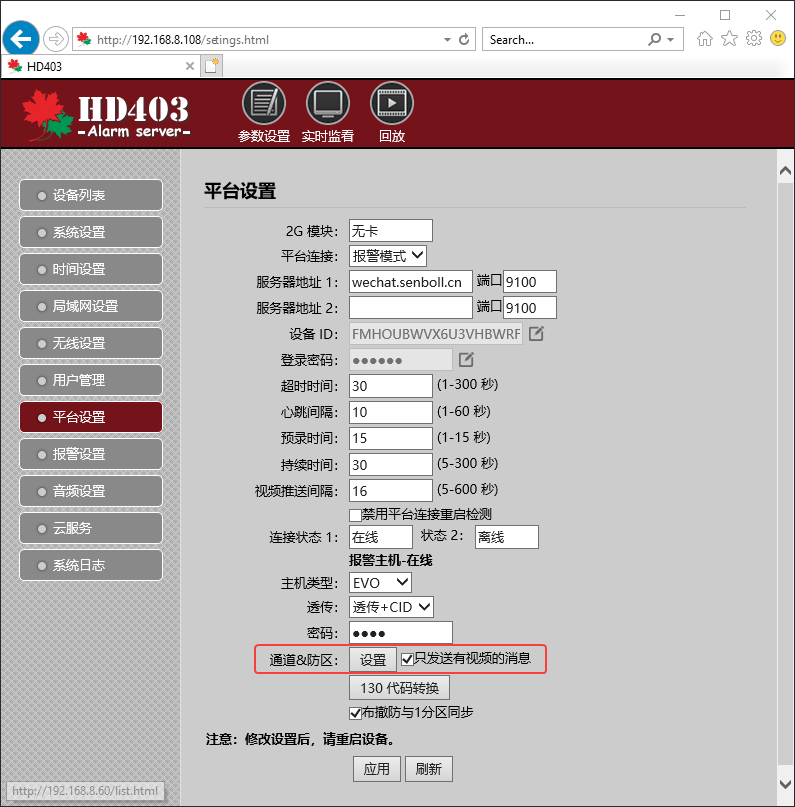 http://192.168.8.108/setings.html
Search...
HD403
HD403
-Alarm server-
参数设置 实时监看 回放
设备列表
系统设置
时间设置
局域网设置
无线设置
用户管理
平台设置
报警设置
音频设置
云服务
系统日志
平台设置
2G 模块: 无卡
平台连接: 报警模式
服务器地址 1: wechat.senboll.cn 端口 9100
服务器地址 2: 端口 9100
设备 ID: FMHOUBWVX6U3VHBWRF
登录密码: ●●●●●●
超时时间: 30 (1-300 秒)
心跳间隔: 10 (1-60 秒)
预录时间: 15 (1-15 秒)
持续时间: 30 (5-300 秒)
视频推送间隔: 16 (5-600 秒)
禁用平台连接重启检测
连接状态 1: 在线 状态 2: 离线
报警主机-在线
主机类型: EVO
透传: 透传+CID
密码: ●●●●
通道&防区: 设置 只发送有视频的消息
130 代码转换
布撤防与1分区同步
注意：修改设置后，请重启设备。
应用 刷新
http://192.168.8.60/list.html